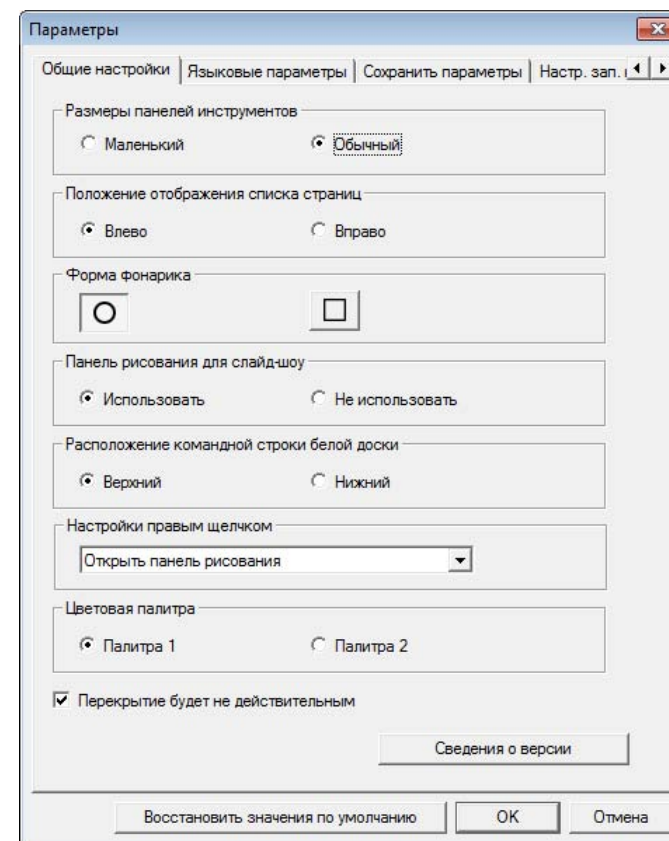 Параметры
Общие настройки Языковые параметры Сохранить параметры Настр. зап.
Размеры панелей инструментов
Маленький Обычный
Положение отображения списка страниц
Влево Вправо
Форма фонарика
Панель рисования для слайд-шоу
Использовать Не использовать
Расположение командной строки белой доски
Верхний Нижний
Настройки правым щелчком
Открыть панель рисования
Цветовая палитра
Палитра 1 Палитра 2
Перекрытие будет не действительным
Сведения о версии
Восстановить значения по умолчанию OK Отмена